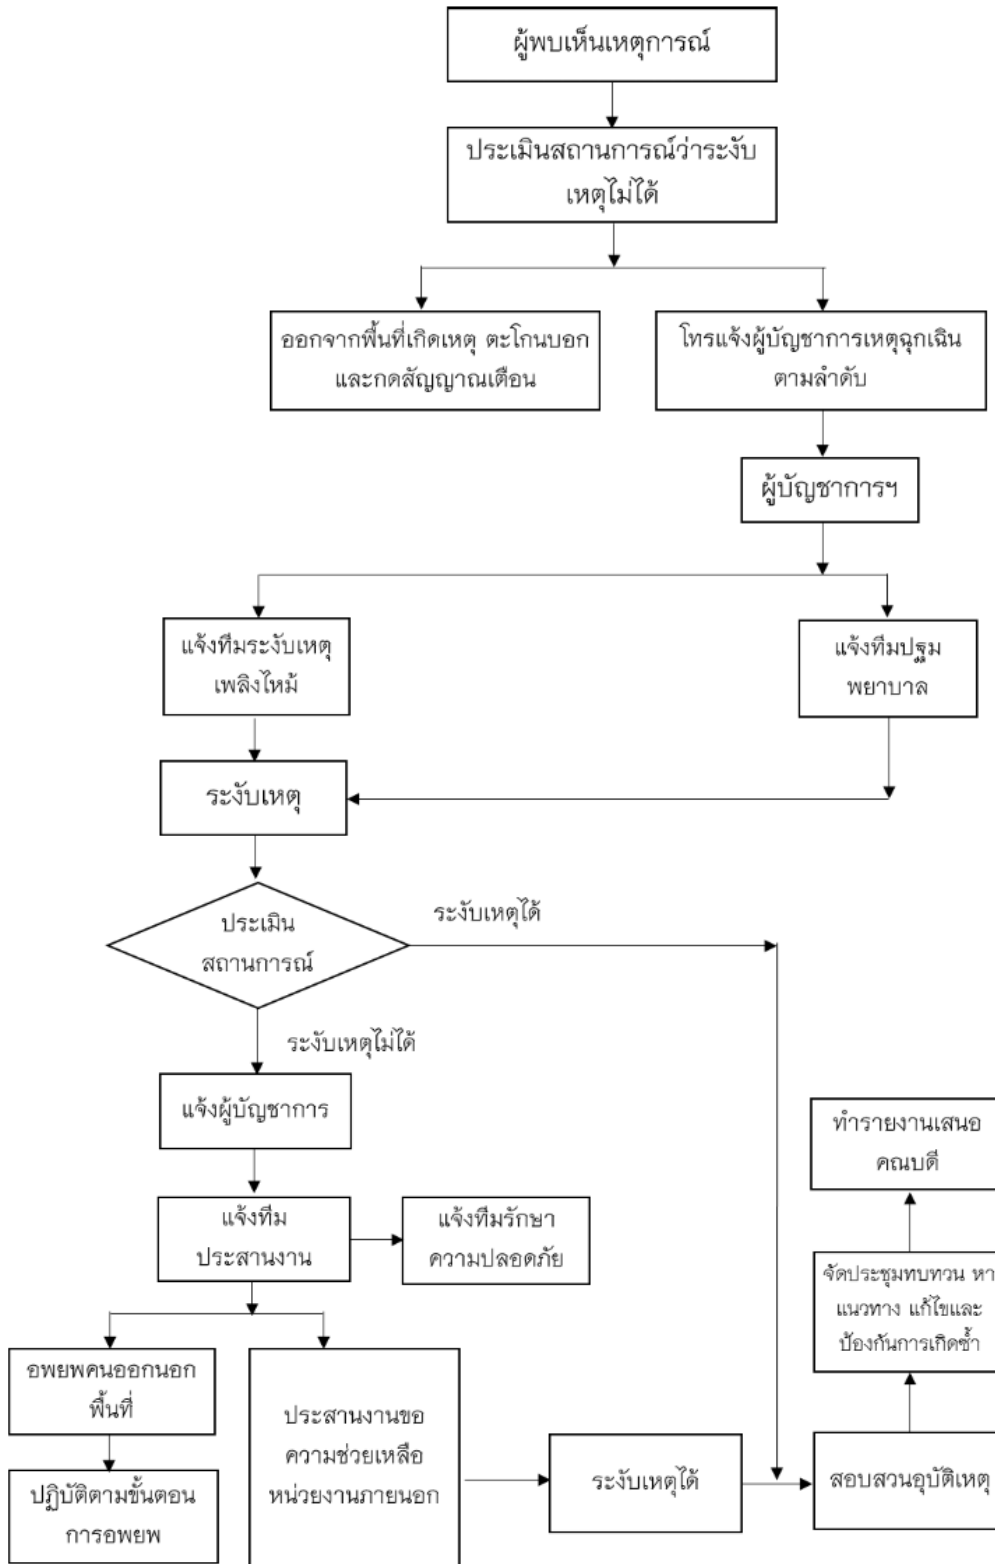 ผู้พบเห็นเหตุการณ์
ประเมินสถานการณ์ว่าระงับ
เหตุไม่ได้
ออกจากพื้นที่เกิดเหตุ ตะโกนบอก
และกดสัญญาณเตือน
โทรแจ้งผู้บัญชาการเหตุฉุกเฉิน
ตามลำดับ
ผู้บัญชาการฯ
แจ้งทีมระงับเหตุ
เพลิงไหม้
แจ้งทีมปฐม
พยาบาล
ระงับเหตุ
ประเมิน
สถานการณ์
ระงับเหตุได้
ระงับเหตุไม่ได้
แจ้งผู้บัญชาการ
แจ้งทีม
ประสานงาน
แจ้งทีมรักษา
ความปลอดภัย
อพยพคนออกนอก
พื้นที่
ปฏิบัติตามขั้นตอน
การอพยพ
ประสานงานขอ
ความช่วยเหลือ
หน่วยงานภายนอก
ระงับเหตุได้
สอบสวนอุบัติเหตุ
จัดประชุมทบทวน หา
แนวทาง แก้ไขและ
ป้องกันการเกิดซ้ำ
ทำรายงานเสนอ
คณบดี